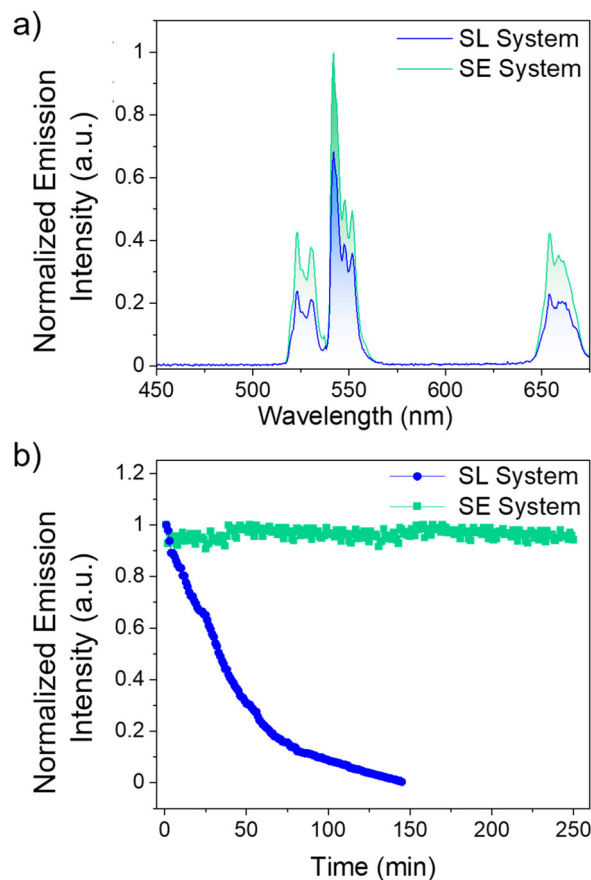 a)
Normalized Emission
Intensity (a.u.)
1
0.8
0.6
0.4
0.2
0
SL System
SE System
450 500 550 600 650
Wavelength (nm)
b)
Normalized Emission
Intensity (a.u.)
1.2
1
0.8
0.6
0.4
0.2
0
SL System
SE System
0 50 100 150 200 250
Time (min)